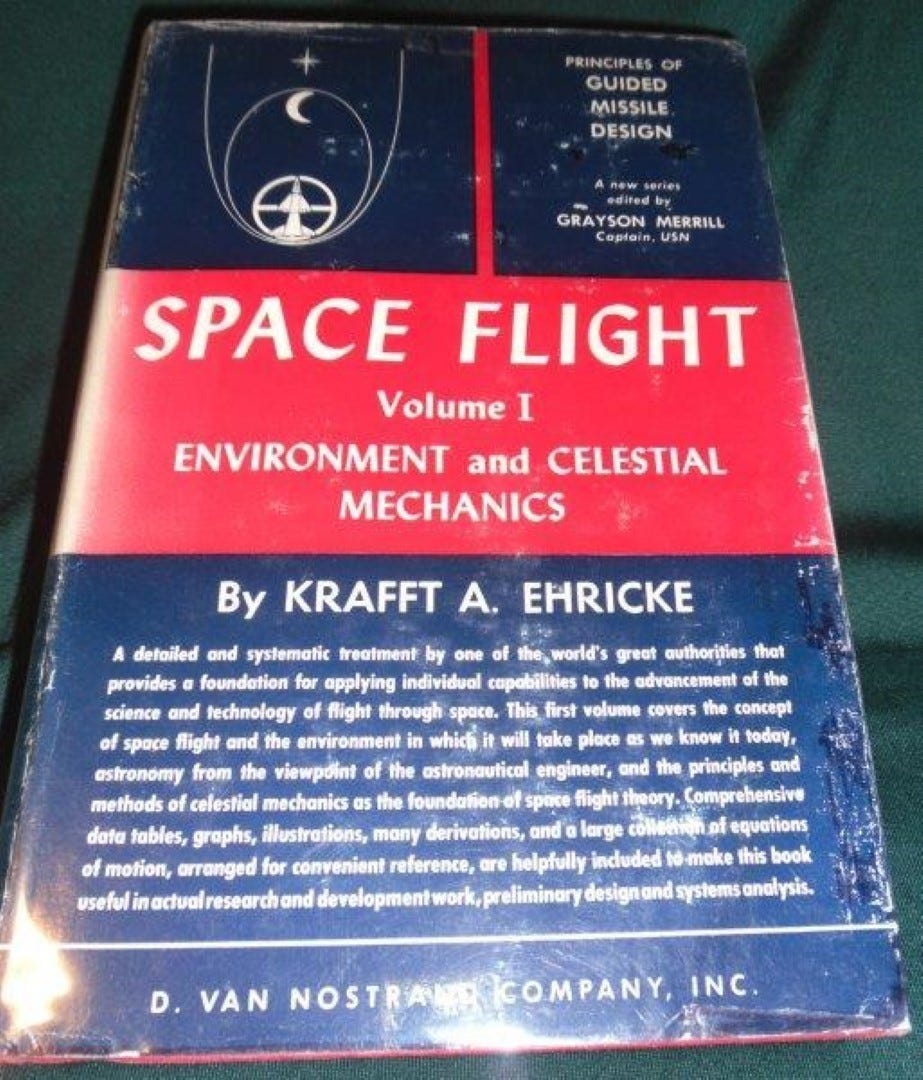 PRINCIPLES OF
GUIDED
MISSILE
DESIGN
A new series
edited by
GRAYSON MERRILL
Captain, USN
SPACE FLIGHT
Volume I
ENVIRONMENT and CELESTIAL
MECHANICS
By KRAFFT A. EHRICKE
A detailed and systematic treatment by one of the world's great authorities that
provides a foundation for applying individual capabilities to the advancement of the
science and technology of flight through space. This first volume covers the concept
of space flight and the environment in which it will take place as we know it today,
astronomy from the viewpoint of the astronautical engineer, and the principles and
methods of celestial mechanics as the foundation of space flight theory. Comprehensive
data tables, graphs, illustrations, many derivations, and a large collection of equations
of motion, arranged for convenient reference, are helpfully included to make this book
useful in actual research and development work, preliminary design and systems analysis.
D. VAN NOSTRAND COMPANY, INC.